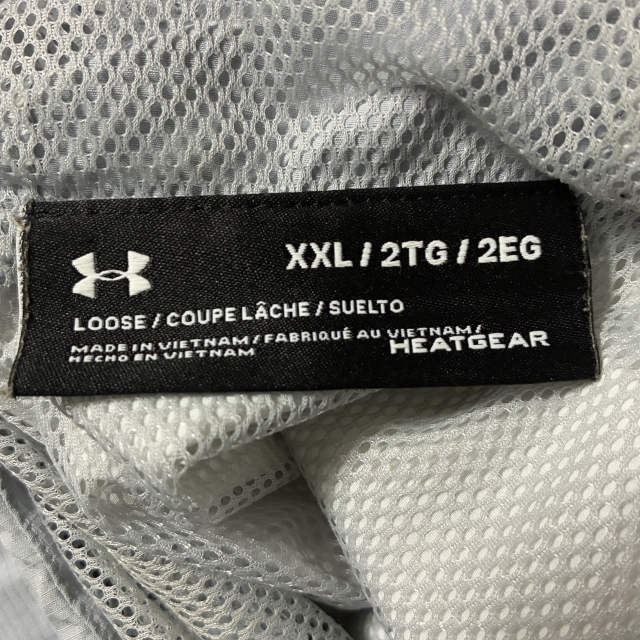 XXL / 2TG / 2EG
LOOSE / COUPE LÂCHE / SUELTO
MADE IN VIETNAM / FABRIQUÉ AU VIETNAM /
HECHO EN VIETNAM
HEATGEAR